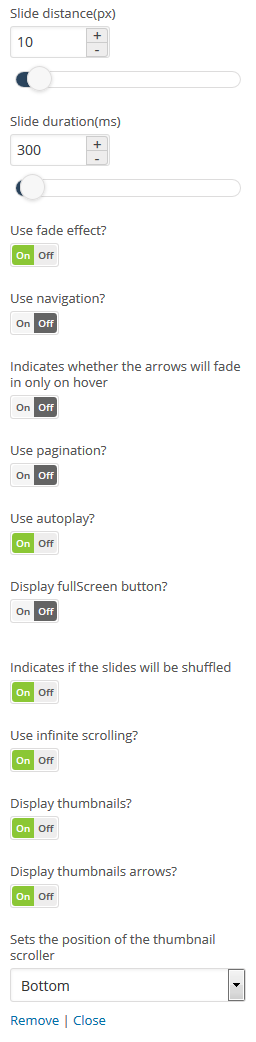 Slide distance(px)
10
+
-
Slide duration(ms)
300
+
-
Use fade effect?
On Off
Use navigation?
On Off
Indicates whether the arrows will fade
in only on hover
On Off
Use pagination?
On Off
Use autoplay?
On Off
Display fullScreen button?
On Off
Indicates if the slides will be shuffled
On Off
Use infinite scrolling?
On Off
Display thumbnails?
On Off
Display thumbnails arrows?
On Off
Sets the position of the thumbnail
scroller
Bottom
Remove | Close